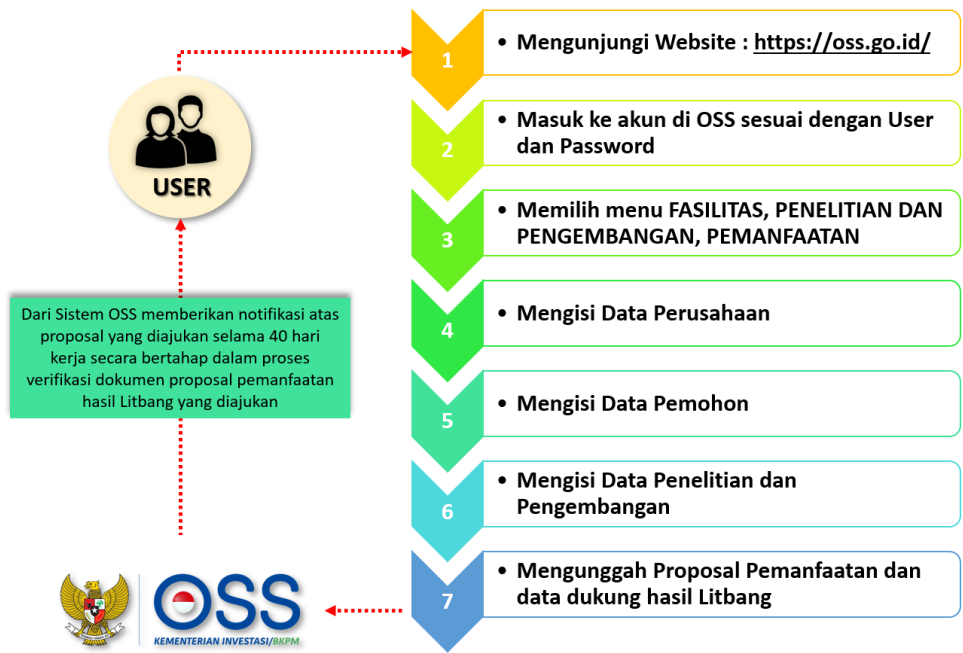 1
• Mengunjungi Website : https://oss.go.id/
2
• Masuk ke akun di OSS sesuai dengan User
dan Password
3
• Memilih menu FASILITAS, PENELITIAN DAN
PENGEMBANGAN, PEMANFAATAN
4
• Mengisi Data Perusahaan
5
• Mengisi Data Pemohon
6
• Mengisi Data Penelitian dan
Pengembangan
7
• Mengunggah Proposal Pemanfaatan dan
data dukung hasil Litbang
OSS
KEMENTERIAN INVESTASI/BKPM
Dari Sistem OSS memberikan notifikasi atas
proposal yang diajukan selama 40 hari
kerja secara bertahap dalam proses
verifikasi dokumen proposal pemanfaatan
hasil Litbang yang diajukan
USER